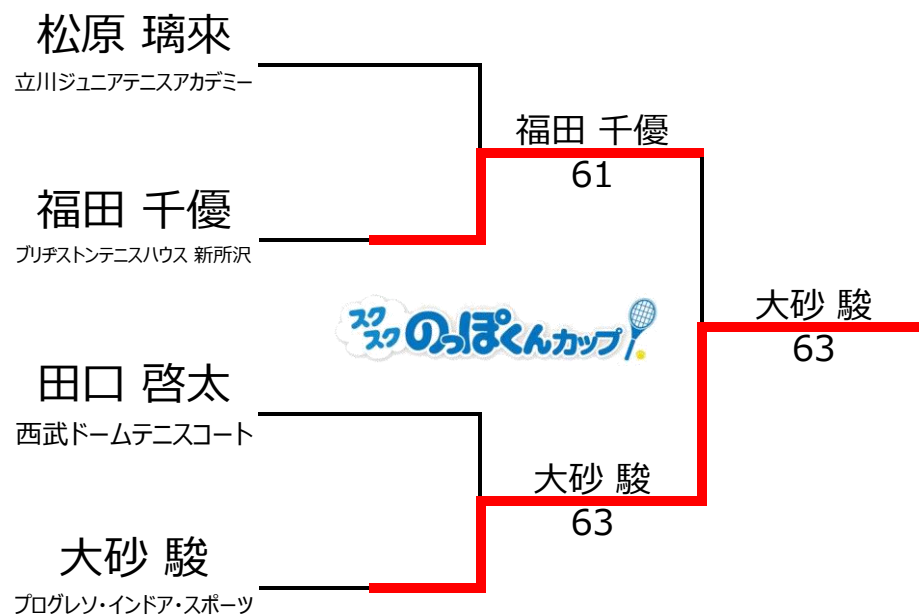 松原 璃來
立川ジュニアテニスアカデミー
福田 千優
61
福田 千優
ブリヂストンテニスハウス 新所沢
スクスクのっぽくんカップ
大砂 駿
63
田口 啓太
西武ドームテニスコート
大砂 駿
63
大砂 駿
プログレソ・インドア・スポーツ